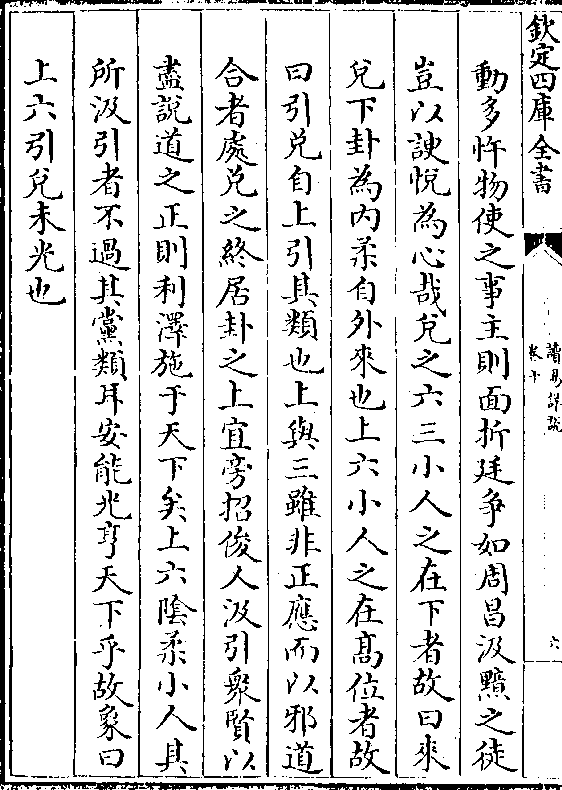 欽定四庫全書
讀易詳說
卷十
六
動多忤物使之事主則面折廷爭如周昌汲黯之徒
豈以諛悅為心哉兌之六三小人之在下者故曰來
兌下卦為內柔自外來也上六小人之在髙位者故
曰引兌自上引其類也上與三雖非正應而以邪道
合者處兌之終居卦之上宜旁招俊人汲引衆賢以
盡說道之正則利澤施于天下矣上六隂柔小人其
所汲引者不過其黨類耳安能光亨天下乎故象曰
上六引兌未光也